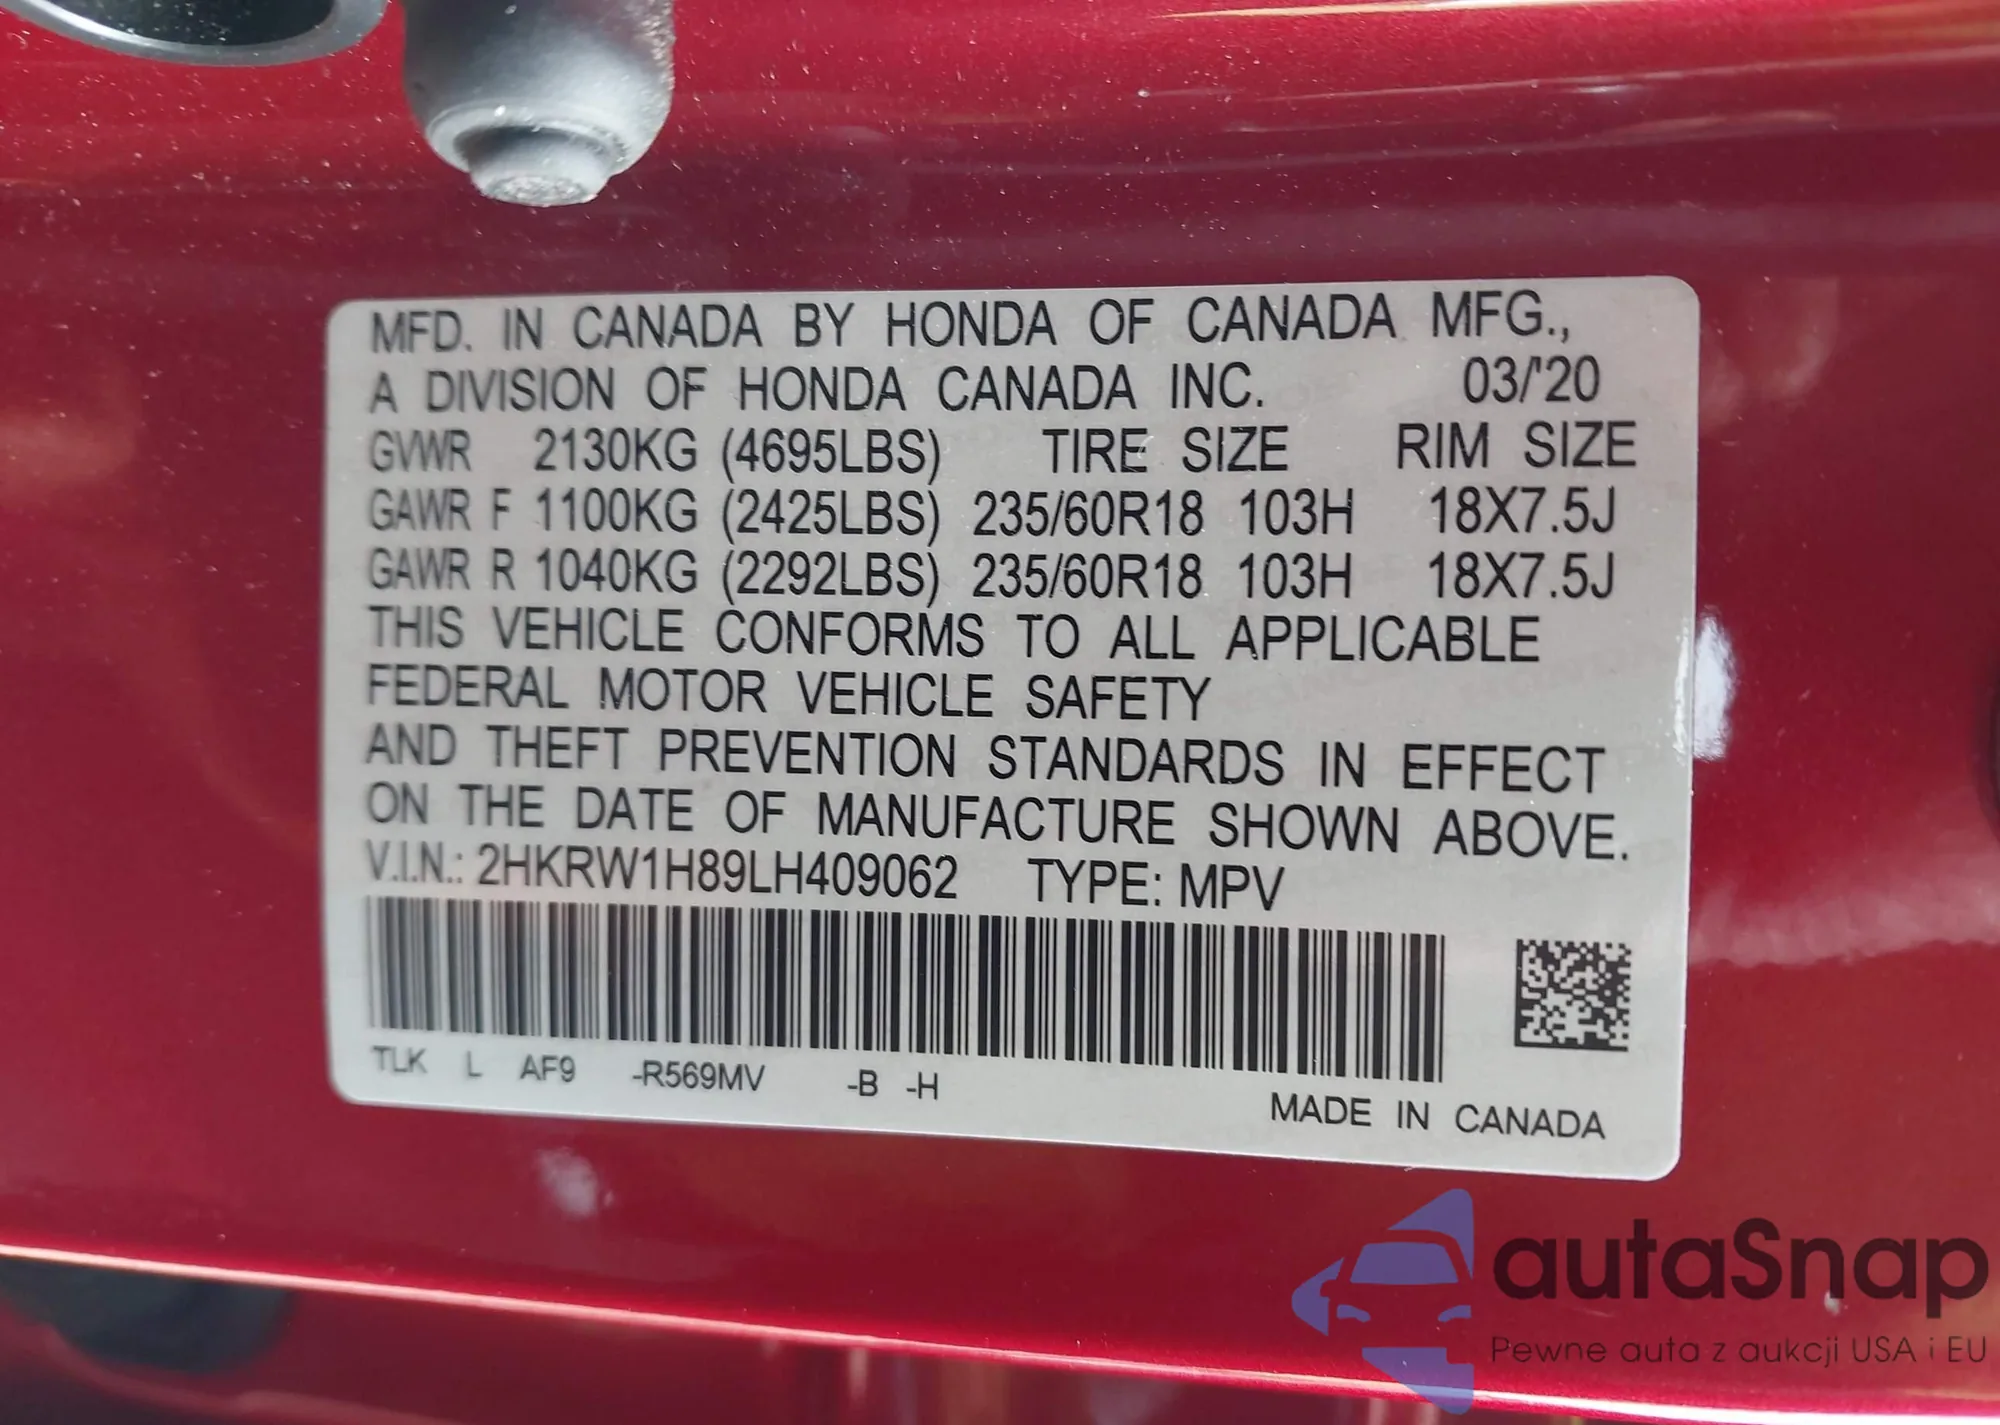 MFD. IN CANADA BY HONDA OF CANADA MFG.,
A DIVISION OF HONDA CANADA INC. 03/'20
GVWR 2130KG (4695LBS) TIRE SIZE RIM SIZE
GAWR F 1100KG (2425LBS) 235/60R18 103H 18X7.5J
GAWR R 1040KG (2292LBS) 235/60R18 103H 18X7.5J
THIS VEHICLE CONFORMS TO ALL APPLICABLE
FEDERAL MOTOR VEHICLE SAFETY
AND THEFT PREVENTION STANDARDS IN EFFECT
ON THE DATE OF MANUFACTURE SHOWN ABOVE.
V.I.N.: 2HKRW1H89LH409062 TYPE: MPV
TLK L AF9 -R569MV -B -H
MADE IN CANADA
autaSnap
Pewne auta z aukcji USA i EU